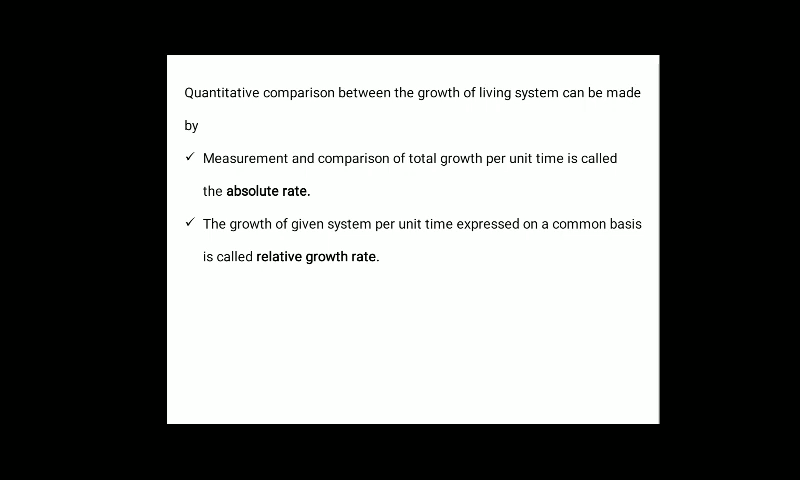 Quantitative comparison between the growth of living system can be made
by
✓ Measurement and comparison of total growth per unit time is called
the absolute rate.
✓ The growth of given system per unit time expressed on a common basis
is called relative growth rate.